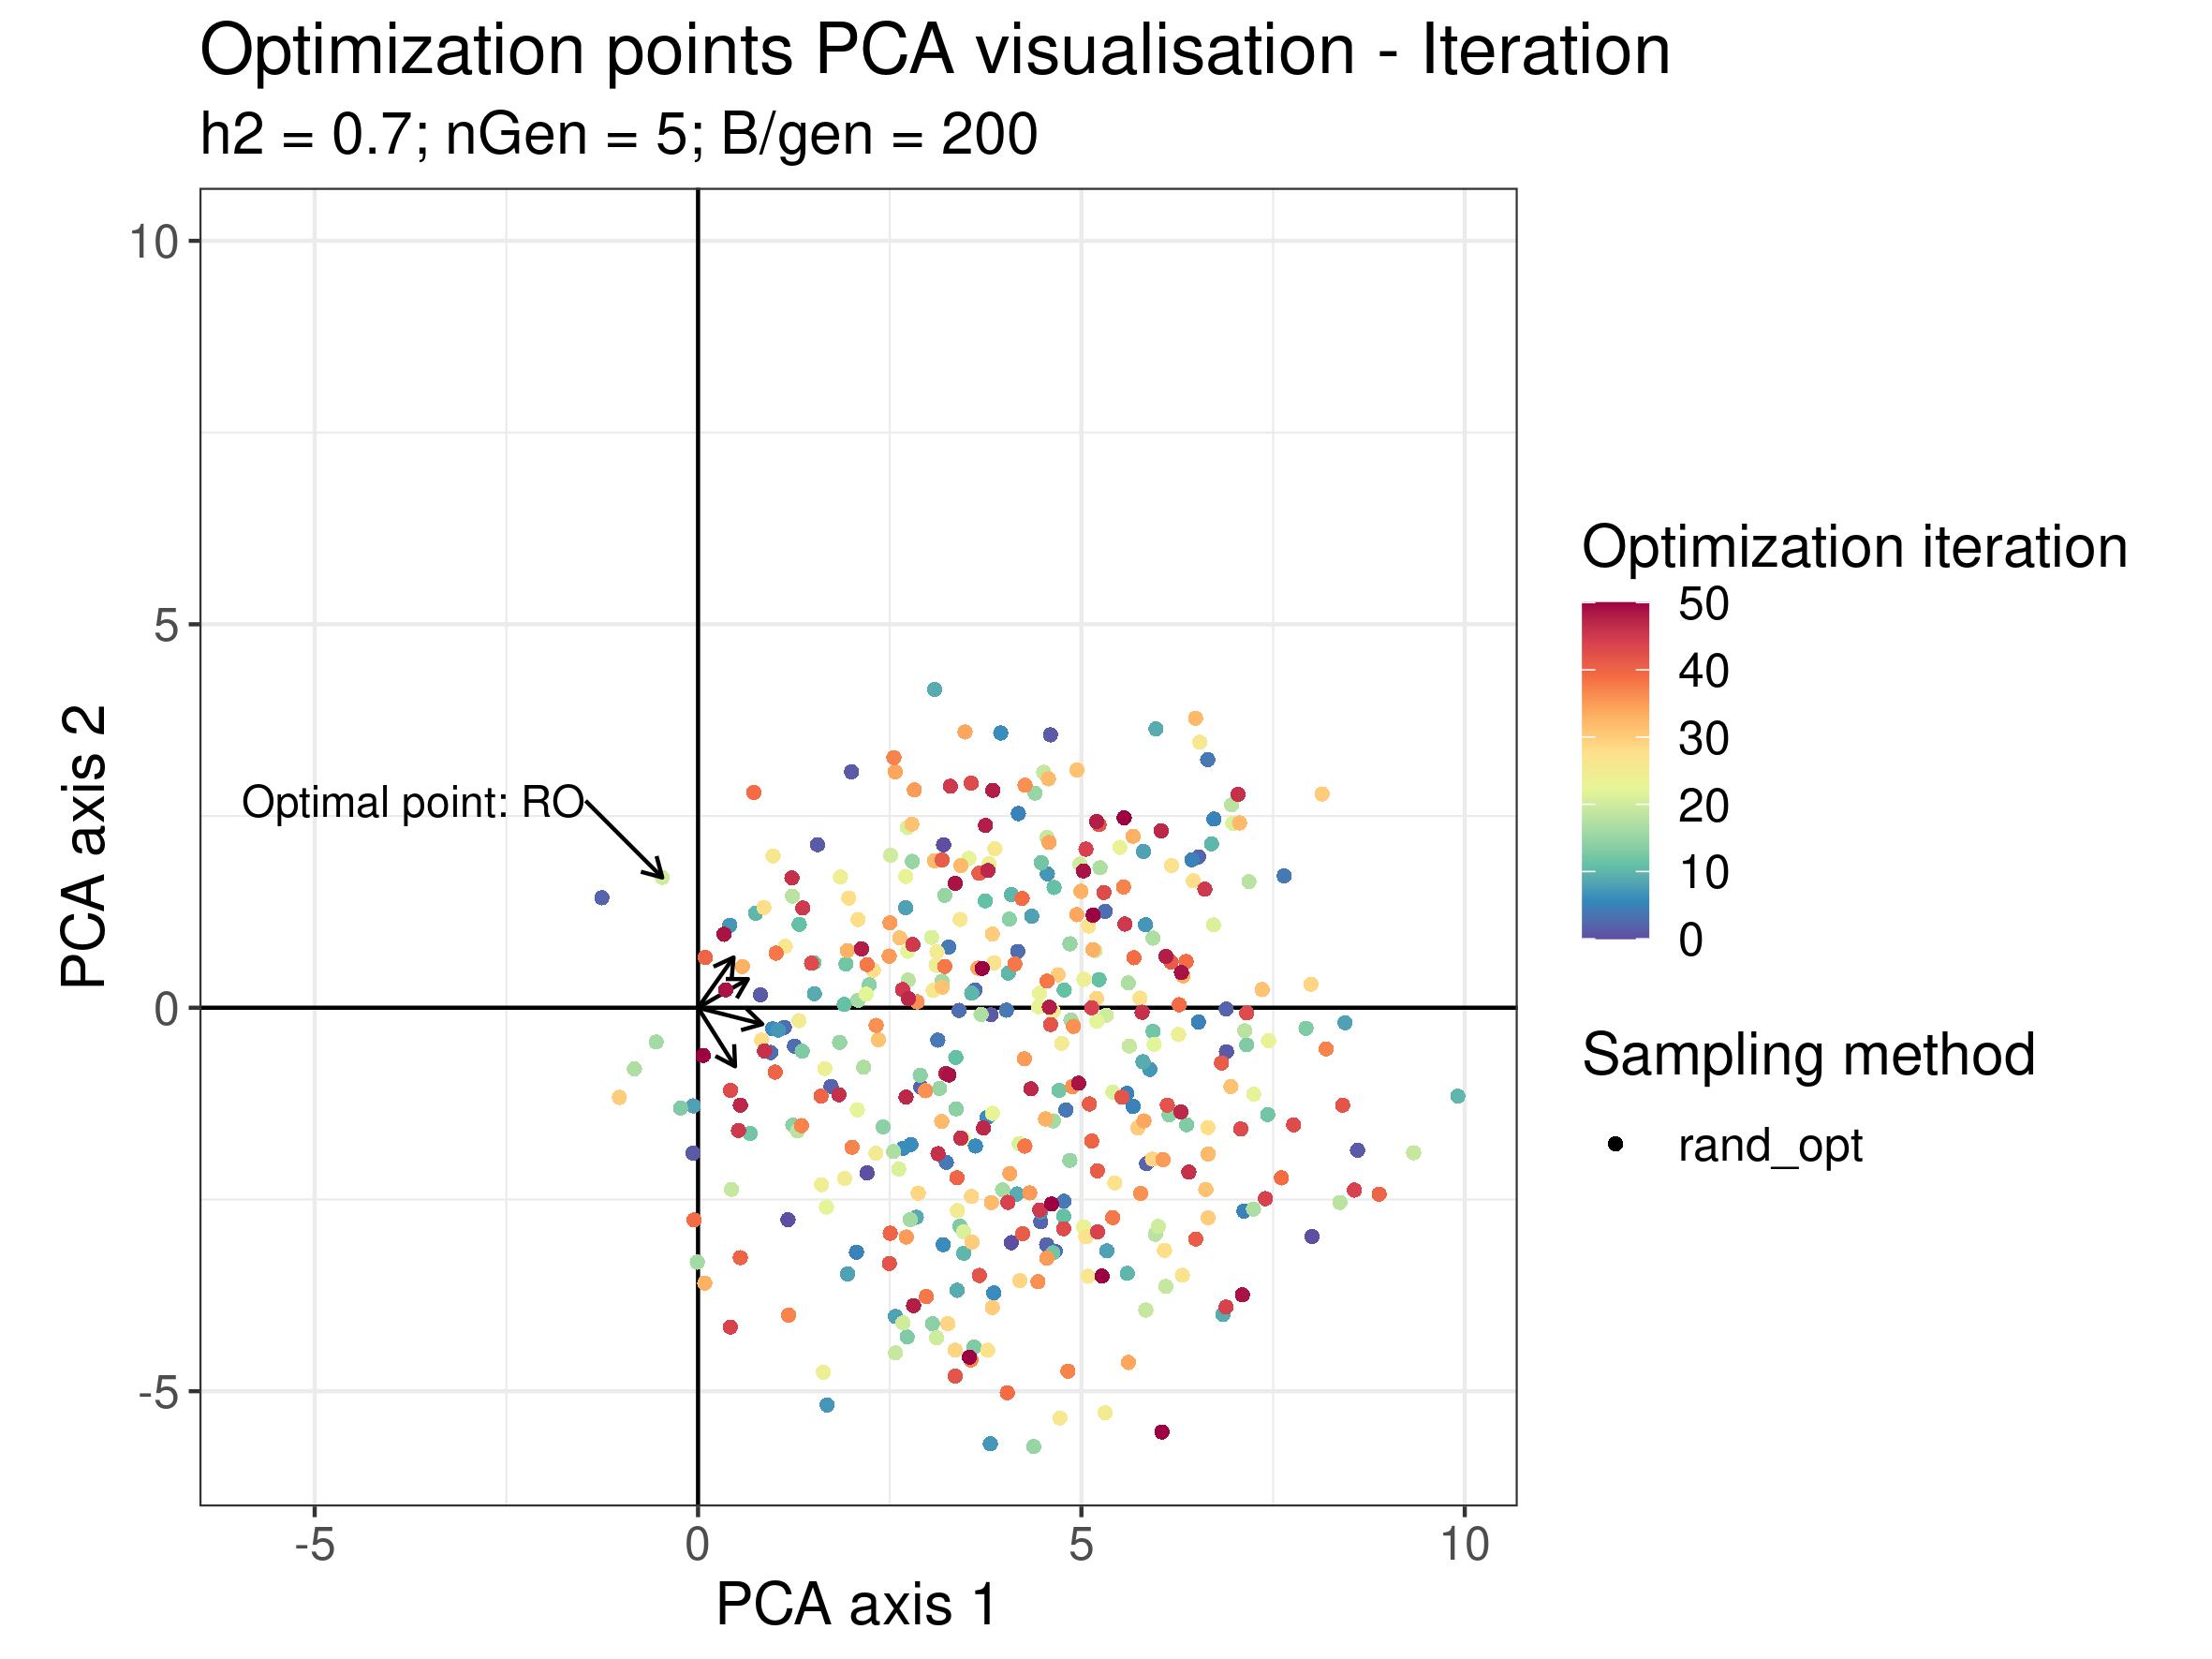 Optimization points PCA visualisation - Iteration
h2 = 0.7; nGen = 5; B/gen = 200
10
5
0
-5
PCA axis 2
Optimal point: RO
-5
0
5
10
PCA axis 1
Optimization iteration
50
40
30
20
10
0
Sampling method
rand_opt